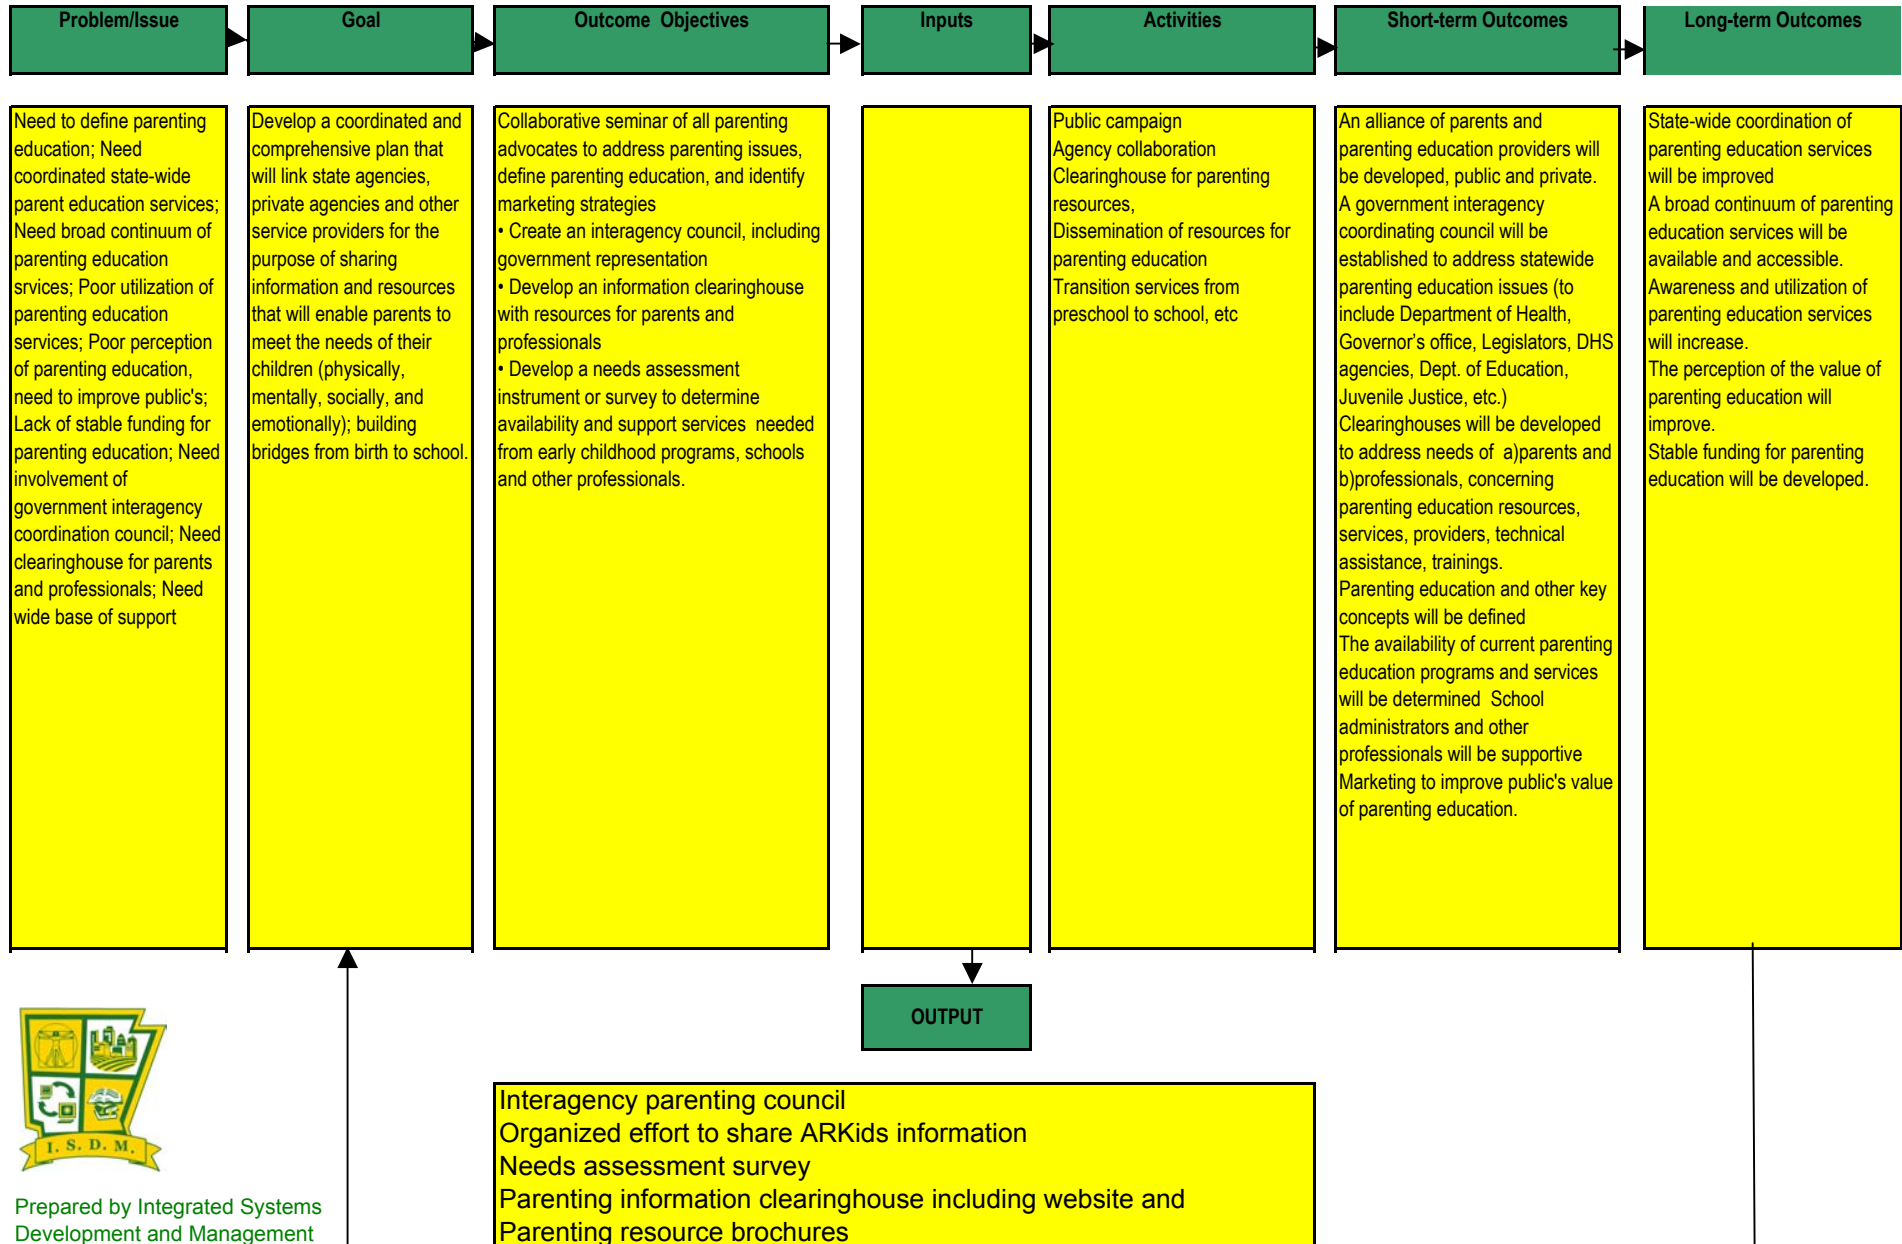 Problem/Issue
Goal
Outcome Objectives
Inputs
Activities
Short-term Outcomes
Long-term Outcomes
Need to define parenting
education; Need
coordinated state-wide
parent education services;
Need broad continuum of
parenting education
srvices; Poor utilization of
parenting education
services; Poor perception
of parenting education,
need to improve public's;
Lack of stable funding for
parenting education; Need
involvement of
government interagency
coordination council; Need
clearinghouse for parents
and professionals; Need
wide base of support
Develop a coordinated and
comprehensive plan that
will link state agencies,
private agencies and other
service providers for the
purpose of sharing
information and resources
that will enable parents to
meet the needs of their
children (physically,
mentally, socially, and
emotionally); building
bridges from birth to school.
Collaborative seminar of all parenting
advocates to address parenting issues,
define parenting education, and identify
marketing strategies
• Create an interagency council, including
government representation
• Develop an information clearinghouse
with resources for parents and
professionals
• Develop a needs assessment
instrument or survey to determine
availability and support services needed
from early childhood programs, schools
and other professionals.
Public campaign
Agency collaboration
Clearinghouse for parenting
resources,
Dissemination of resources for
parenting education
Transition services from
preschool to school, etc
An alliance of parents and
parenting education providers will
be developed, public and private.
A government interagency
coordinating council will be
established to address statewide
parenting education issues (to
include Department of Health,
Governor's office, Legislators, DHS
agencies, Dept. of Education,
Juvenile Justice, etc.)
Clearinghouses will be developed
to address needs of a)parents and
b)professionals, concerning
parenting education resources,
services, providers, technical
assistance, trainings.
Parenting education and other key
concepts will be defined
The availability of current parenting
education programs and services
will be determined School
administrators and other
professionals will be supportive
Marketing to improve public's value
of parenting education.
State-wide coordination of
parenting education services
will be improved
A broad continuum of parenting
education services will be
available and accessible.
Awareness and utilization of
parenting education services
will increase.
The perception of the value of
parenting education will
improve.
Stable funding for parenting
education will be developed.
OUTPUT
Interagency parenting council
Organized effort to share ARKids information
Needs assessment survey
Parenting information clearinghouse including website and
Parenting resource brochures
I. S. D. M.
Prepared by Integrated Systems
Development and Management